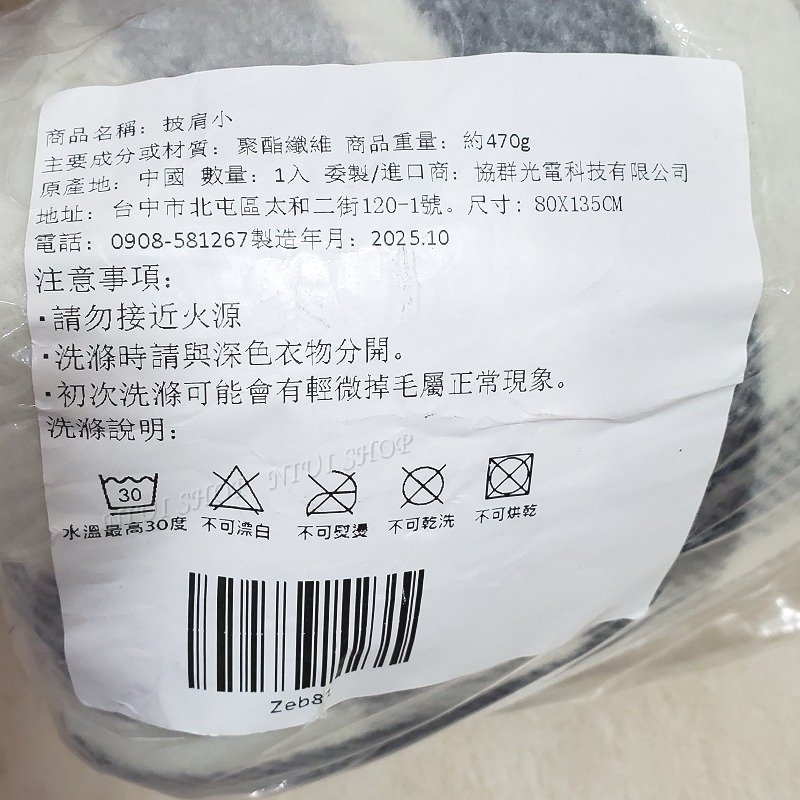 商品名稱：披肩小
主要成分或材質：聚酯纖維 商品重量：約470g
原產地：中國 數量：1入 委製/進口商：協群光電科技有限公司
地址：台中市北屯區太和二街120-1號。尺寸：80X135CM
電話：0908-581267製造年月：2025.10
注意事項：
·請勿接近火源
·洗滌時請與深色衣物分開。
·初次洗滌可能會有輕微掉毛屬正常現象。
洗滌說明：
NIUI SHOP NIUI SHOP
30
水溫最高30度 不可漂白 不可熨燙 不可乾洗 不可烘乾